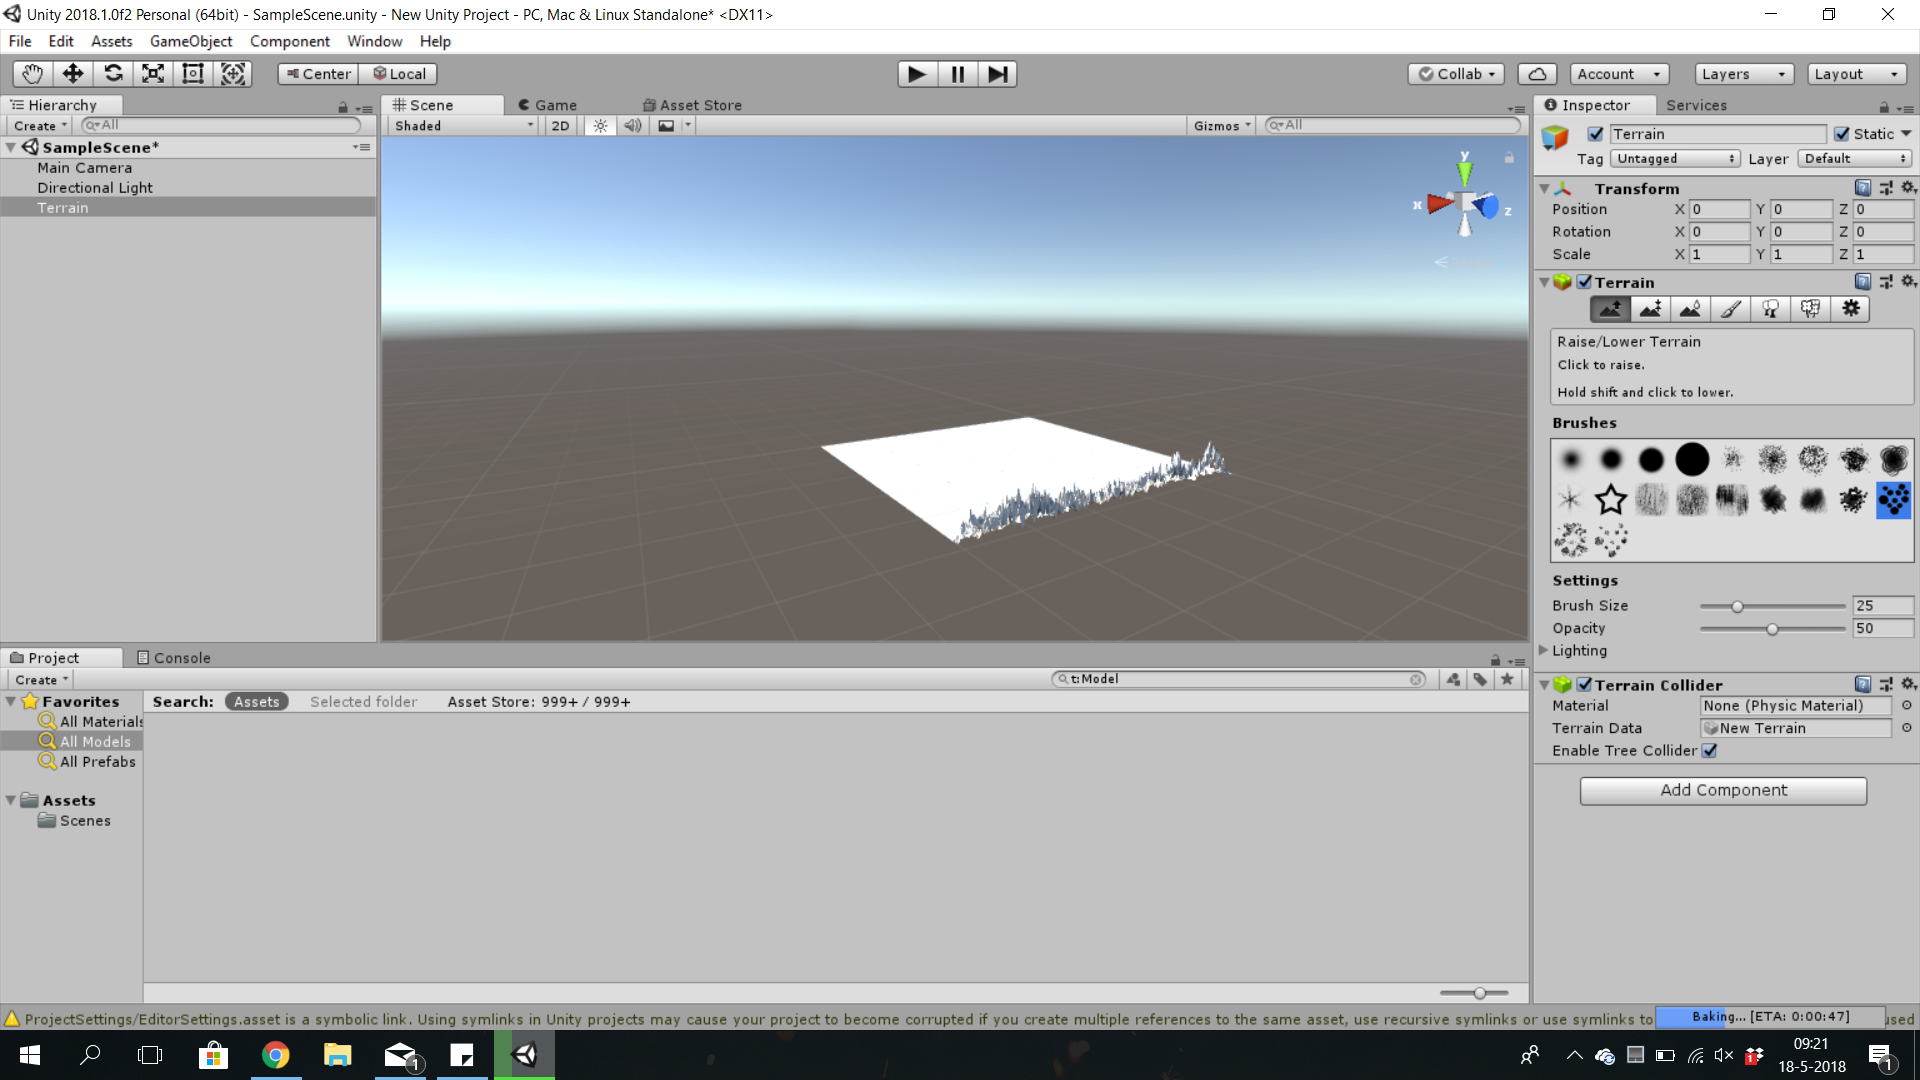 Unity 2018.1.0f2 Personal (64bit) - SampleScene.unity - New Unity Project - PC, Mac & Linux Standalone* <DX11>
File Edit Assets GameObject Component Window Help
Center Local Collab Account Layers Layout
Hierarchy
Create All
SampleScene*
Main Camera
Directional Light
Terrain
Scene Game Asset Store
Shaded 2D Gizmos All
y
x
z
Inspector Services
Terrain Static
Tag Untagged Layer Default
Transform
Position X 0 Y 0 Z 0
Rotation X 0 Y 0 Z 0
Scale X 1 Y 1 Z 1
Terrain
Raise/Lower Terrain
Click to raise.
Hold shift and click to lower.
Brushes
Settings
Brush Size 25
Opacity 50
Lighting
Terrain Collider
Material None (Physic Material)
Terrain Data New Terrain
Enable Tree Collider
Add Component
Project Console
Create t:Model
Favorites
All Materials
All Models
All Prefabs
Assets
Scenes
Search: Assets Selected folder Asset Store: 999+ / 999+
ProjectSettings/EditorSettings.asset is a symbolic link. Using symlinks in Unity projects may cause your project to become corrupted if you create multiple references to the same asset, use recursive symlinks or use symlinks to used
Baking... [ETA: 0:00:47]
1
1
09:21
18-5-2018
1